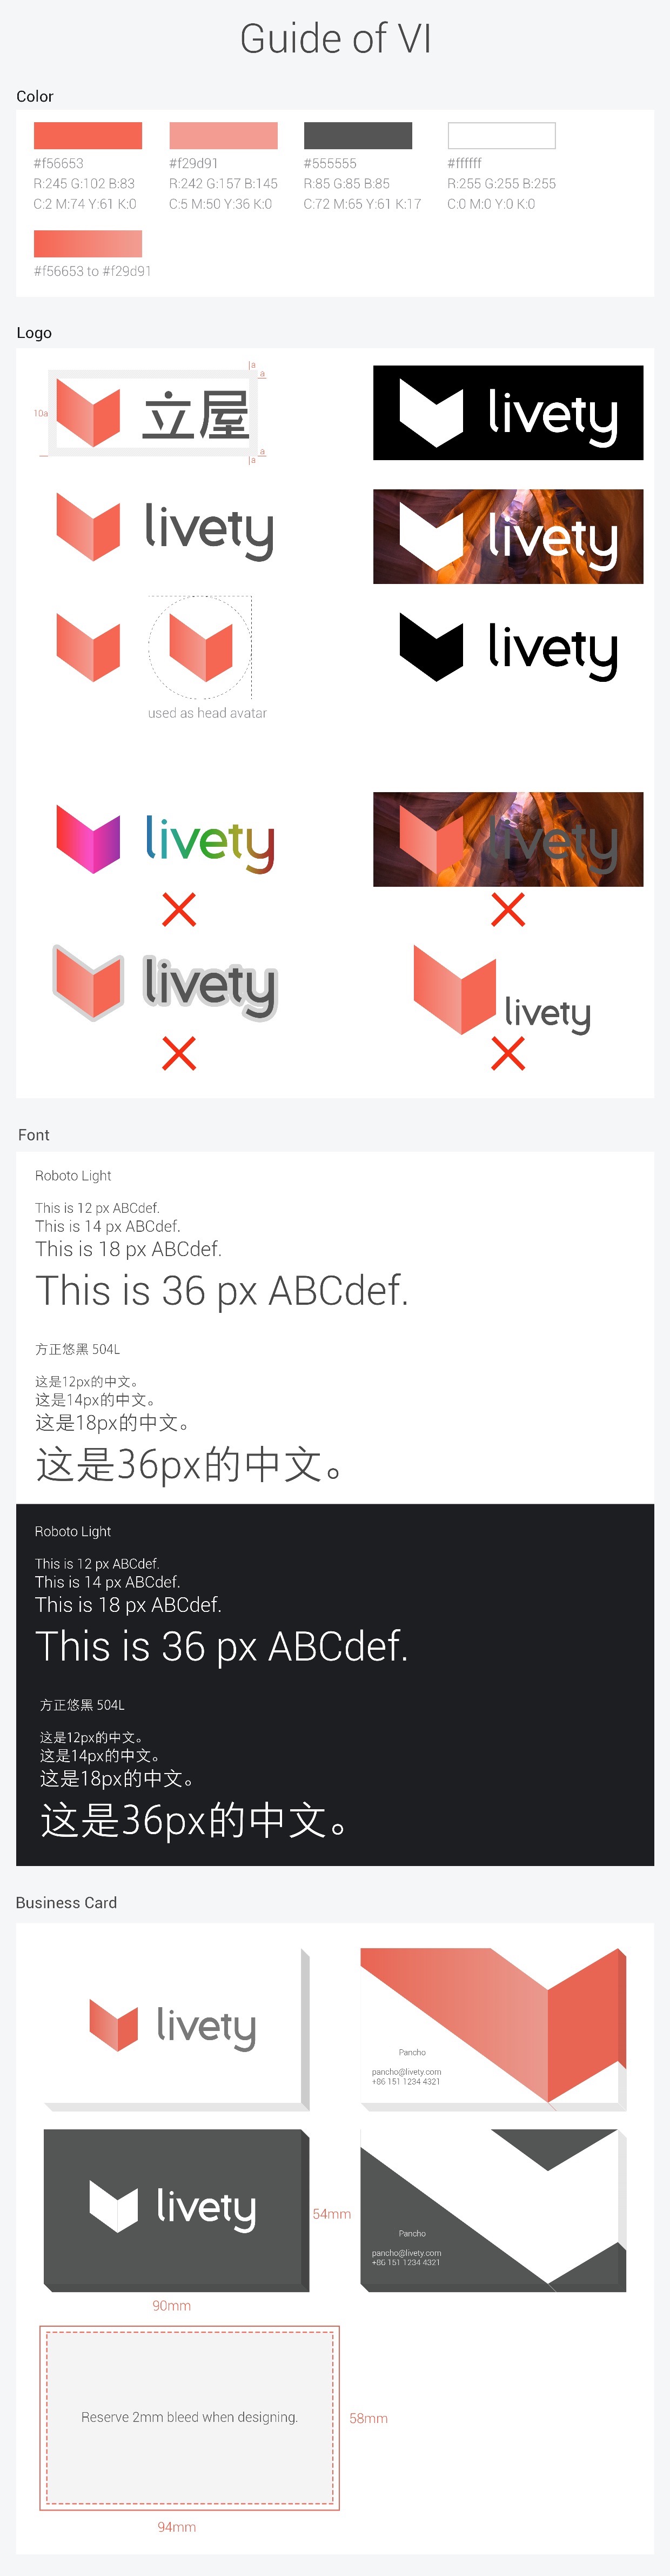 Guide of VI
Color
#f56653
R:245 G:102 B:83
C:2 M:74 Y:61 K:0
#f29d91
R:242 G:157 B:145
C:5 M:50 Y:36 K:0
#555555
R:85 G:85 B:85
C:72 M:65 Y:61 K:17
#ffffff
R:255 G:255 B:255
C:0 M:0 Y:0 K:0
#f56653 to #f29d91
Logo
a
a
10a
立屋
a
a
livety
livety
livety
used as head avatar
livety
livety
livety
livety
livety
Font
Roboto Light
This is 12 px ABCdef.
This is 14 px ABCdef.
This is 18 px ABCdef.
This is 36 px ABCdef.
方正悠黑 504L
这是12px的中文。
这是14px的中文。
这是18px的中文。
这是36px的中文。
Roboto Light
This is 12 px ABCdef.
This is 14 px ABCdef.
This is 18 px ABCdef.
This is 36 px ABCdef.
方正悠黑 504L
这是12px的中文。
这是14px的中文。
这是18px的中文。
这是36px的中文。
Business Card
livety
Pancho
pancho@livety.com
+86 151 1234 4321
livety
54mm
90mm
Pancho
pancho@livety.com
+86 151 1234 4321
Reserve 2mm bleed when designing.
58mm
94mm